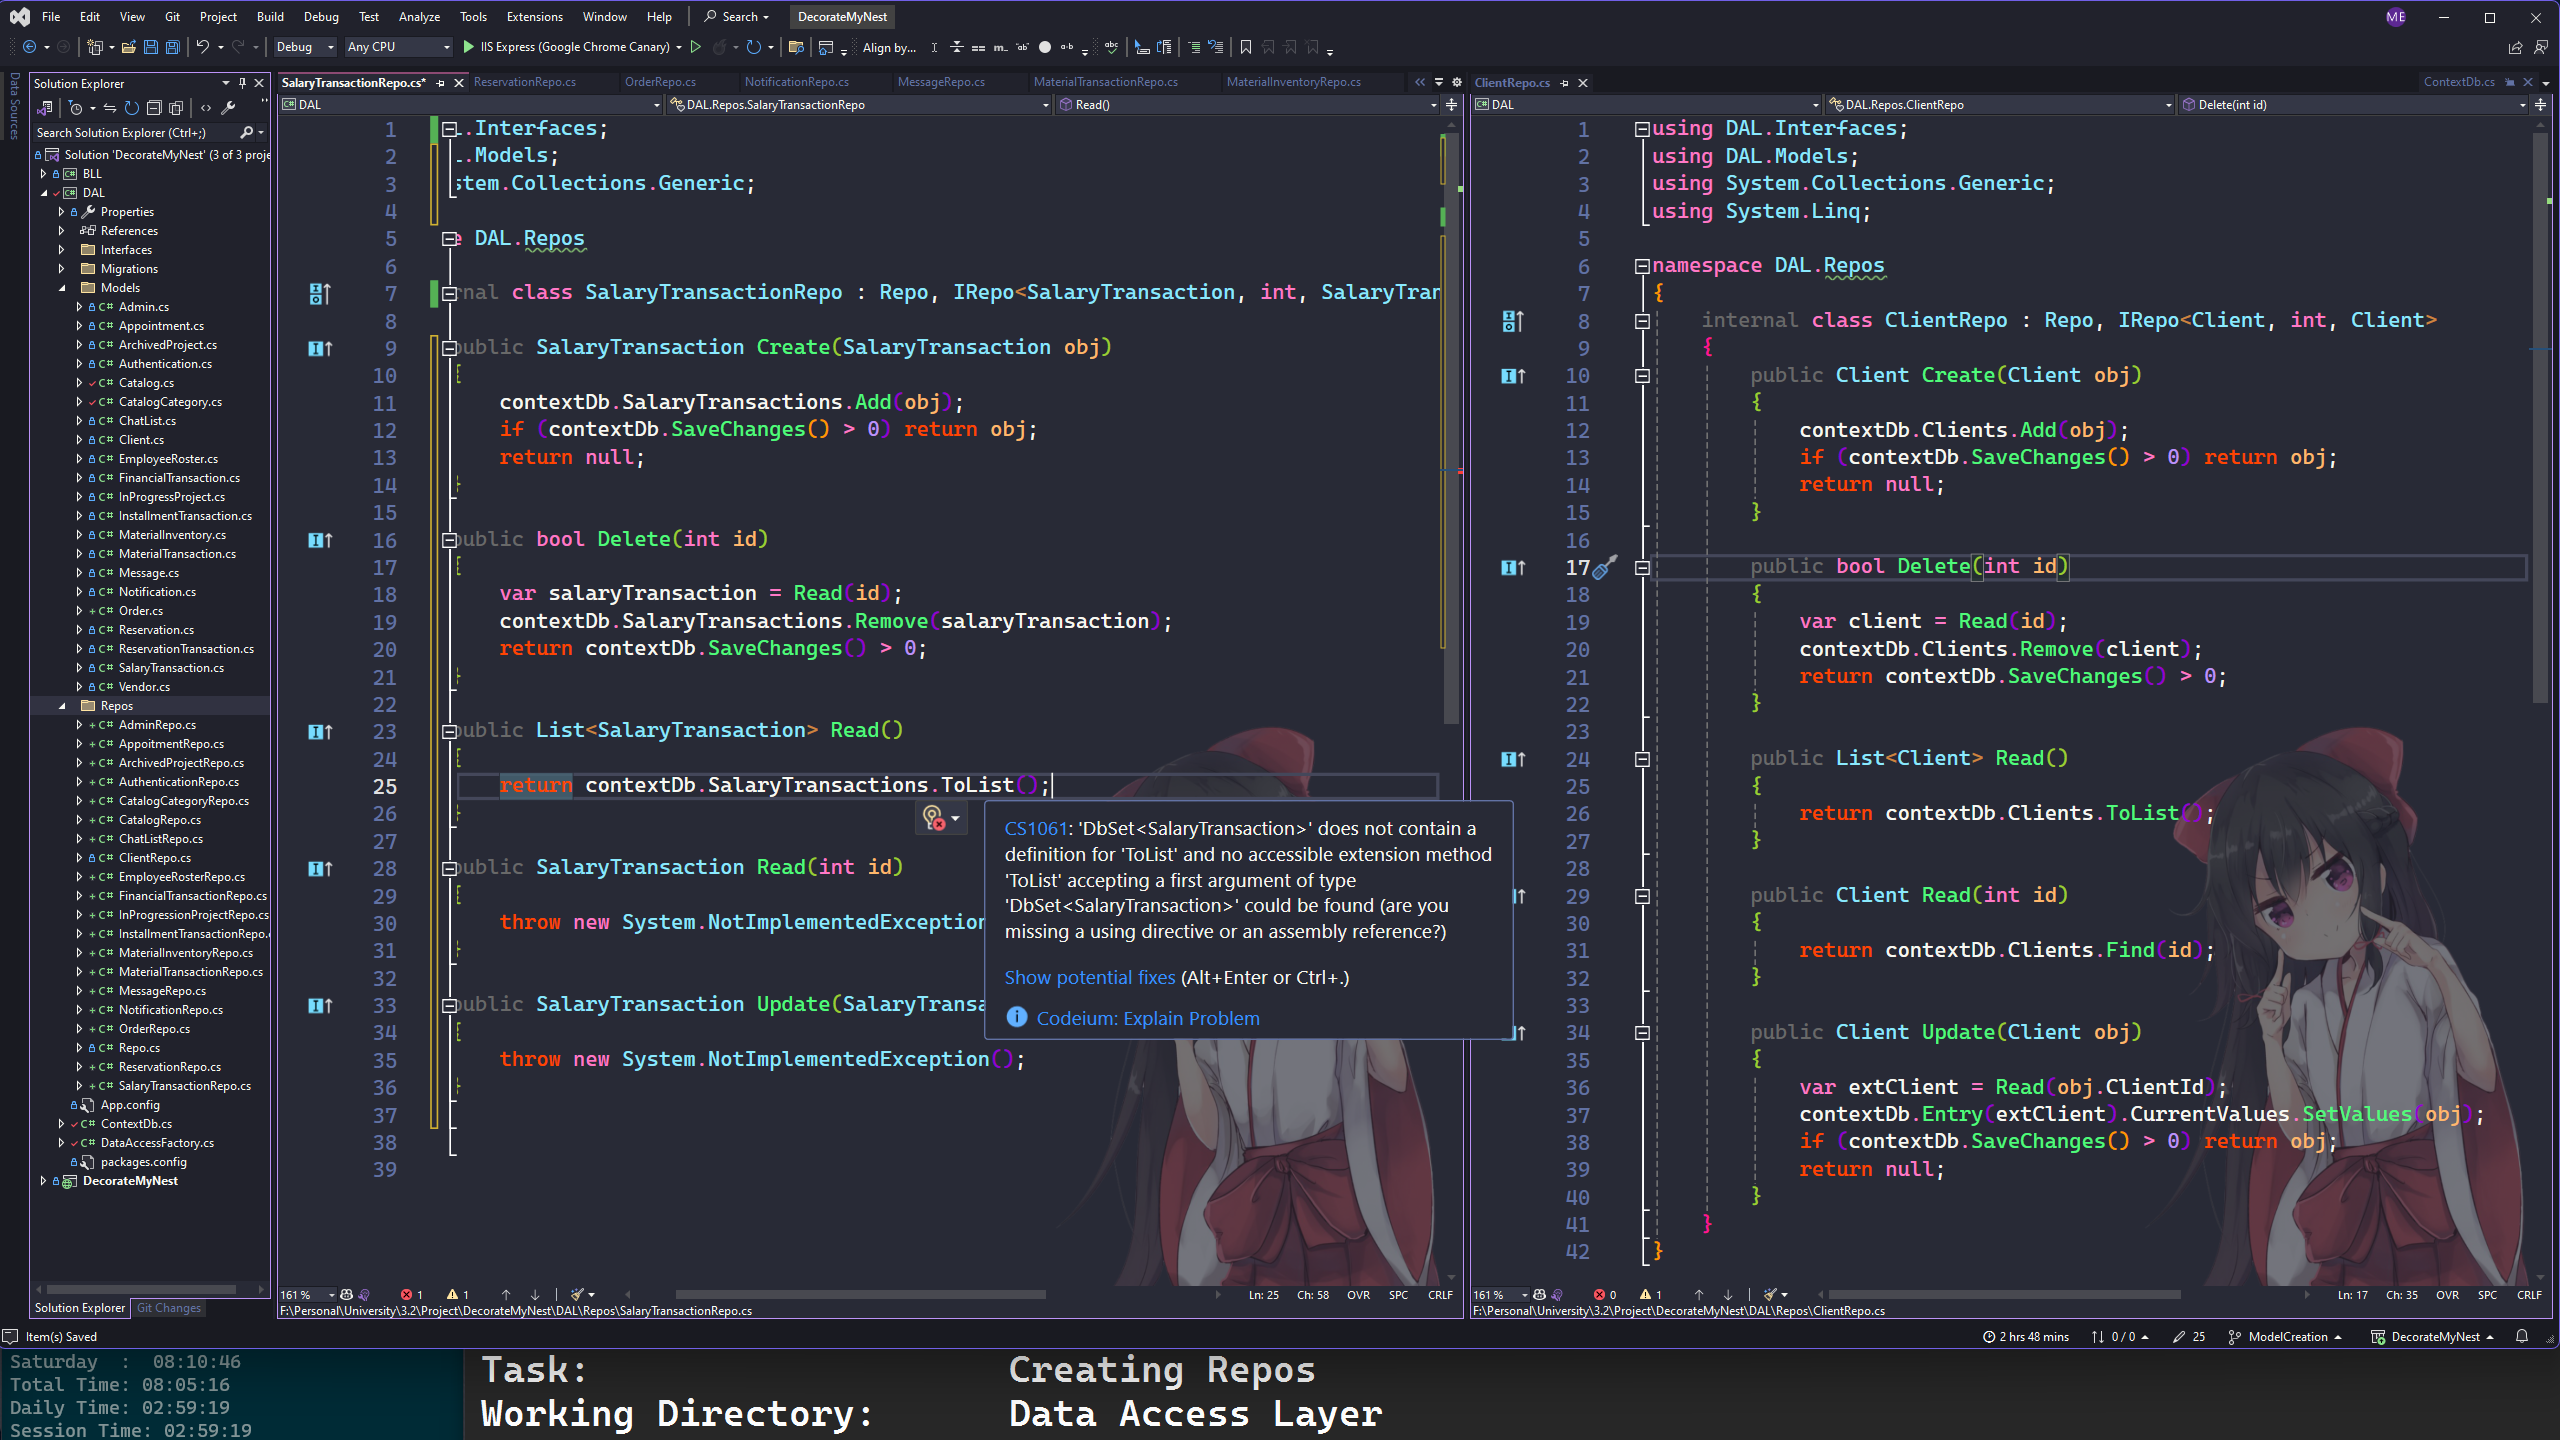 File Edit View Git Project Build Debug Test Analyze Tools Extensions Window Help Search DecorateMyNest ME
Debug Any CPU IIS Express (Google Chrome Canary) Align by...
Data Sources
Solution Explorer
Search Solution Explorer (Ctrl+;)
Solution 'DecorateMyNest' (3 of 3 proje
BLL
DAL
Properties
References
Interfaces
Migrations
Models
Admin.cs
Appointment.cs
ArchivedProject.cs
Authentication.cs
Catalog.cs
CatalogCategory.cs
ChatList.cs
Client.cs
EmployeeRoster.cs
FinancialTransaction.cs
InProgressProject.cs
InstallmentTransaction.cs
MaterialInventory.cs
MaterialTransaction.cs
Message.cs
Notification.cs
Order.cs
Reservation.cs
ReservationTransaction.cs
SalaryTransaction.cs
Vendor.cs
Repos
AdminRepo.cs
AppoitmentRepo.cs
ArchivedProjectRepo.cs
AuthenticationRepo.cs
CatalogCategoryRepo.cs
CatalogRepo.cs
ChatListRepo.cs
ClientRepo.cs
EmployeeRosterRepo.cs
FinancialTransactionRepo.cs
InProgressionProjectRepo.cs
InstallmentTransactionRepo.
MaterialInventoryRepo.cs
MaterialTransactionRepo.cs
MessageRepo.cs
NotificationRepo.cs
OrderRepo.cs
Repo.cs
ReservationRepo.cs
SalaryTransactionRepo.cs
App.config
ContextDb.cs
DataAccessFactory.cs
packages.config
DecorateMyNest
Solution Explorer Git Changes
SalaryTransactionRepo.cs* ReservationRepo.cs OrderRepo.cs NotificationRepo.cs MessageRepo.cs MaterialTransactionRepo.cs MaterialInventoryRepo.cs
DAL DAL.Repos.SalaryTransactionRepo Read()
1 .Interfaces;
2 .Models;
3 stem.Collections.Generic;
4
5 e DAL.Repos
6
7 rnal class SalaryTransactionRepo : Repo, IRepo<SalaryTransaction, int, SalaryTran
8
9 public SalaryTransaction Create(SalaryTransaction obj)
10 {
11 contextDb.SalaryTransactions.Add(obj);
12 if (contextDb.SaveChanges() > 0) return obj;
13 return null;
14 }
15
16 public bool Delete(int id)
17 {
18 var salaryTransaction = Read(id);
19 contextDb.SalaryTransactions.Remove(salaryTransaction);
20 return contextDb.SaveChanges() > 0;
21 }
22
23 public List<SalaryTransaction> Read()
24 {
25 return contextDb.SalaryTransactions.ToList();
26 }
27
28 public SalaryTransaction Read(int id)
29 {
30 throw new System.NotImplementedException
31 }
32
33 public SalaryTransaction Update(SalaryTransa
34 {
35 throw new System.NotImplementedException();
36 }
37
38
39
CS1061: 'DbSet<SalaryTransaction>' does not contain a
definition for 'ToList' and no accessible extension method
'ToList' accepting a first argument of type
'DbSet<SalaryTransaction>' could be found (are you
missing a using directive or an assembly reference?)
Show potential fixes (Alt+Enter or Ctrl+.)
Codeium: Explain Problem
161 % 1 1 Ln: 25 Ch: 58 OVR SPC CRLF
F:\Personal\University\3.2\Project\DecorateMyNest\DAL\Repos\SalaryTransactionRepo.cs
ClientRepo.cs ContextDb.cs
DAL DAL.Repos.ClientRepo Delete(int id)
1 using DAL.Interfaces;
2 using DAL.Models;
3 using System.Collections.Generic;
4 using System.Linq;
5
6 namespace DAL.Repos
7 {
8 internal class ClientRepo : Repo, IRepo<Client, int, Client>
9 {
10 public Client Create(Client obj)
11 {
12 contextDb.Clients.Add(obj);
13 if (contextDb.SaveChanges() > 0) return obj;
14 return null;
15 }
16
17 public bool Delete(int id)
18 {
19 var client = Read(id);
20 contextDb.Clients.Remove(client);
21 return contextDb.SaveChanges() > 0;
22 }
23
24 public List<Client> Read()
25 {
26 return contextDb.Clients.ToList();
27 }
28
29 public Client Read(int id)
30 {
31 return contextDb.Clients.Find(id);
32 }
33
34 public Client Update(Client obj)
35 {
36 var extClient = Read(obj.ClientId);
37 contextDb.Entry(extClient).CurrentValues.SetValues(obj);
38 if (contextDb.SaveChanges() > 0) return obj;
39 return null;
40 }
41 }
42 }
161 % 0 1 Ln: 17 Ch: 35 OVR SPC CRLF
F:\Personal\University\3.2\Project\DecorateMyNest\DAL\Repos\ClientRepo.cs
Item(s) Saved 2 hrs 48 mins 0 / 0 25 ModelCreation DecorateMyNest
Saturday : 08:10:46
Total Time: 08:05:16
Daily Time: 02:59:19
Session Time: 02:59:19
Task: Creating Repos
Working Directory: Data Access Layer